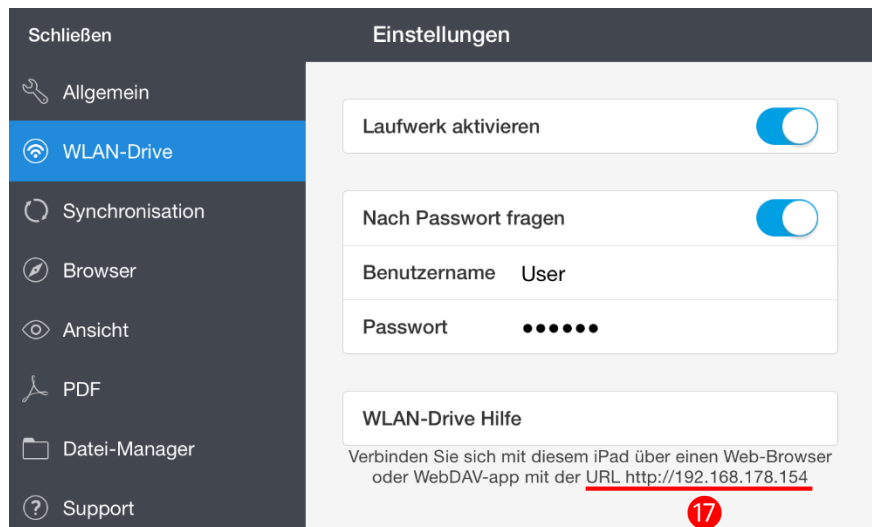 Schließen
Einstellungen
Allgemein
WLAN-Drive
Synchronisation
Browser
Ansicht
PDF
Datei-Manager
Support
Laufwerk aktivieren
Nach Passwort fragen
Benutzername User
Passwort ●●●●●●
WLAN-Drive Hilfe
Verbinden Sie sich mit diesem iPad über einen Web-Browser
oder WebDAV-app mit der URL http://192.168.178.154
17